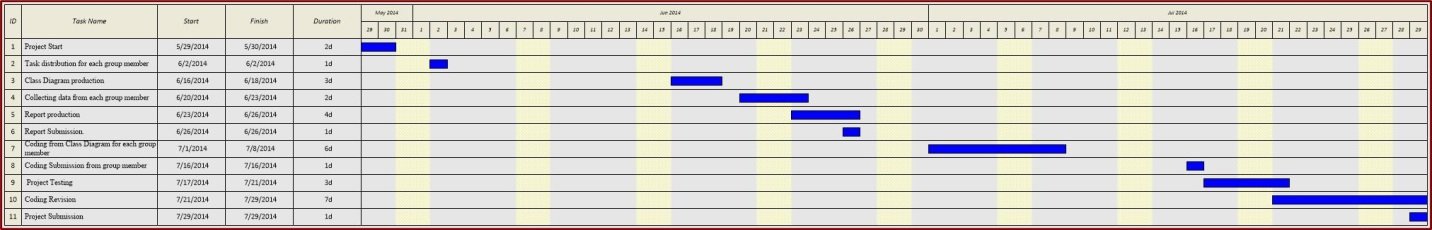 ID Task Name Start Finish Duration May 2014 Jun 2014 Jul 2014
29 30 31 1 2 3 4 5 6 7 8 9 10 11 12 13 14 15 16 17 18 19 20 21 22 23 24 25 26 27 28 29 30 1 2 3 4 5 6 7 8 9 10 11 12 13 14 15 16 17 18 19 20 21 22 23 24 25 26 27 28 29
1 Project Start 5/29/2014 5/30/2014 2d
2 Task distribution for each group member 6/2/2014 6/2/2014 1d
3 Class Diagram production 6/16/2014 6/18/2014 3d
4 Collecting data from each group member 6/20/2014 6/23/2014 2d
5 Report production 6/23/2014 6/26/2014 4d
6 Report Submission. 6/26/2014 6/26/2014 1d
7 Coding from Class Diagram for each group member 7/1/2014 7/8/2014 6d
8 Coding Submission from group member 7/16/2014 7/16/2014 1d
9 Project Testing 7/17/2014 7/21/2014 3d
10 Coding Revision 7/21/2014 7/29/2014 7d
11 Project Submission 7/29/2014 7/29/2014 1d